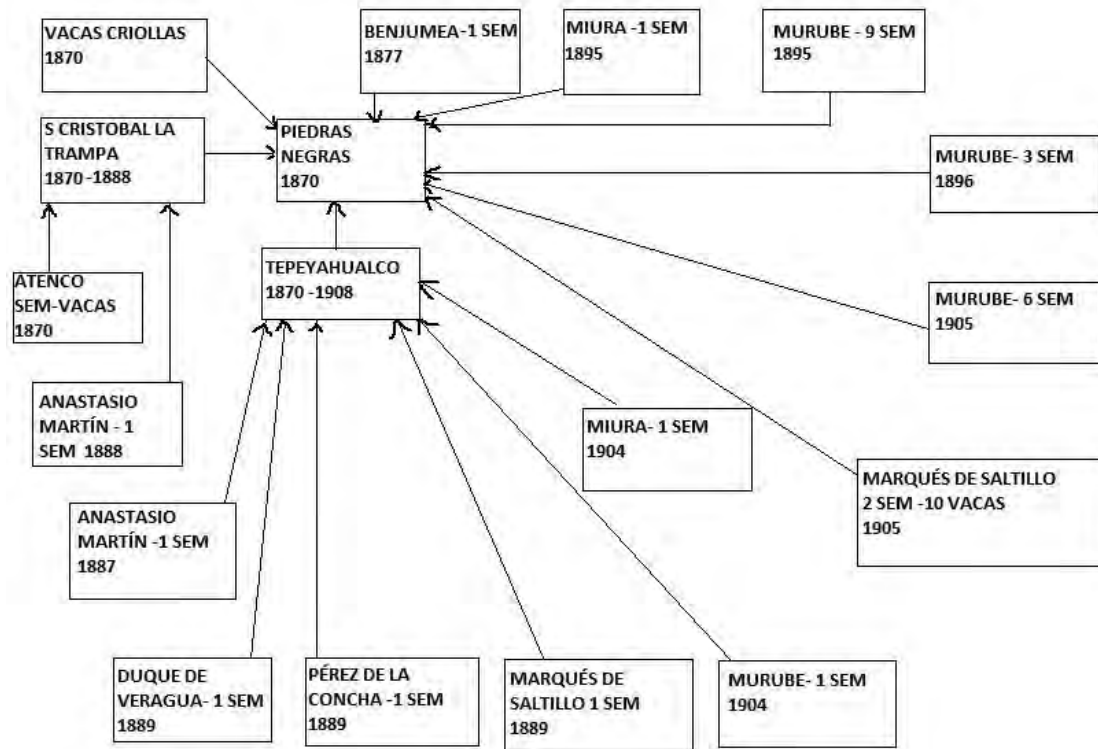 VACAS CRIOLLAS
1870
BENJUMEA-1 SEM
1877
MIURA -1 SEM
1895
MURUBE - 9 SEM
1895
S CRISTOBAL LA
TRAMPA
1870 -1888
PIEDRAS
NEGRAS
1870
MURUBE- 3 SEM
1896
TEPEYAHUALCO
1870 -1908
ATENCO
SEM-VACAS
1870
MURUBE- 6 SEM
1905
ANASTASIO
MARTÍN - 1
SEM 1888
MIURA- 1 SEM
1904
MARQUÉS DE SALTILLO
2 SEM -10 VACAS
1905
ANASTASIO
MARTÍN -1 SEM
1887
DUQUE DE
VERAGUA- 1 SEM
1889
PÉREZ DE LA
CONCHA -1 SEM
1889
MARQUÉS DE
SALTILLO 1 SEM
1889
MURUBE- 1 SEM
1904